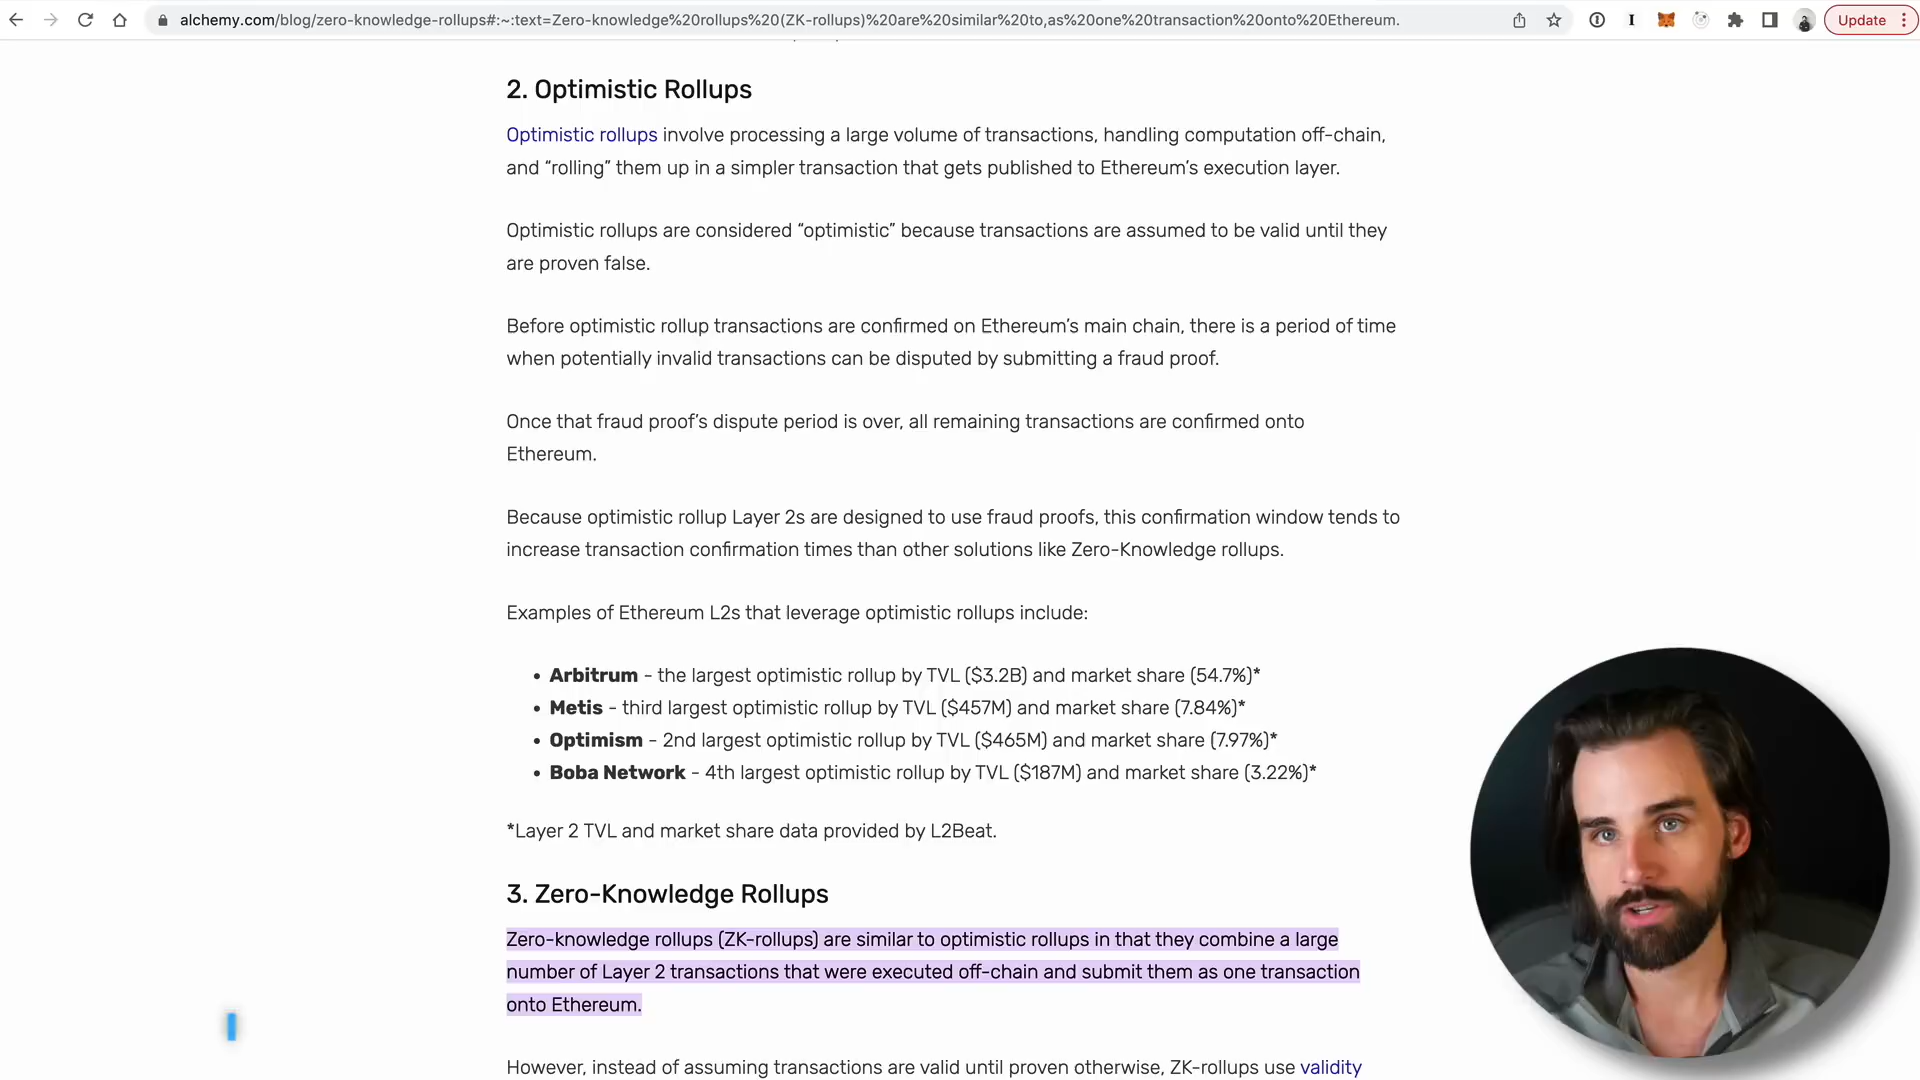 alchemy.com/blog/zero-knowledge-rollups#:~:text=Zero-knowledge%20rollups%20(ZK-rollups)%20are%20similar%20to,as%20one%20transaction%20onto%20Ethereum.
Update
2. Optimistic Rollups
Optimistic rollups involve processing a large volume of transactions, handling computation off-chain,
and “rolling” them up in a simpler transaction that gets published to Ethereum’s execution layer.
Optimistic rollups are considered “optimistic” because transactions are assumed to be valid until they
are proven false.
Before optimistic rollup transactions are confirmed on Ethereum’s main chain, there is a period of time
when potentially invalid transactions can be disputed by submitting a fraud proof.
Once that fraud proof’s dispute period is over, all remaining transactions are confirmed onto
Ethereum.
Because optimistic rollup Layer 2s are designed to use fraud proofs, this confirmation window tends to
increase transaction confirmation times than other solutions like Zero-Knowledge rollups.
Examples of Ethereum L2s that leverage optimistic rollups include:
• Arbitrum - the largest optimistic rollup by TVL ($3.2B) and market share (54.7%)*
• Metis - third largest optimistic rollup by TVL ($457M) and market share (7.84%)*
• Optimism - 2nd largest optimistic rollup by TVL ($465M) and market share (7.97%)*
• Boba Network - 4th largest optimistic rollup by TVL ($187M) and market share (3.22%)*
*Layer 2 TVL and market share data provided by L2Beat.
3. Zero-Knowledge Rollups
Zero-knowledge rollups (ZK-rollups) are similar to optimistic rollups in that they combine a large
number of Layer 2 transactions that were executed off-chain and submit them as one transaction
onto Ethereum.
However, instead of assuming transactions are valid until proven otherwise, ZK-rollups use validity